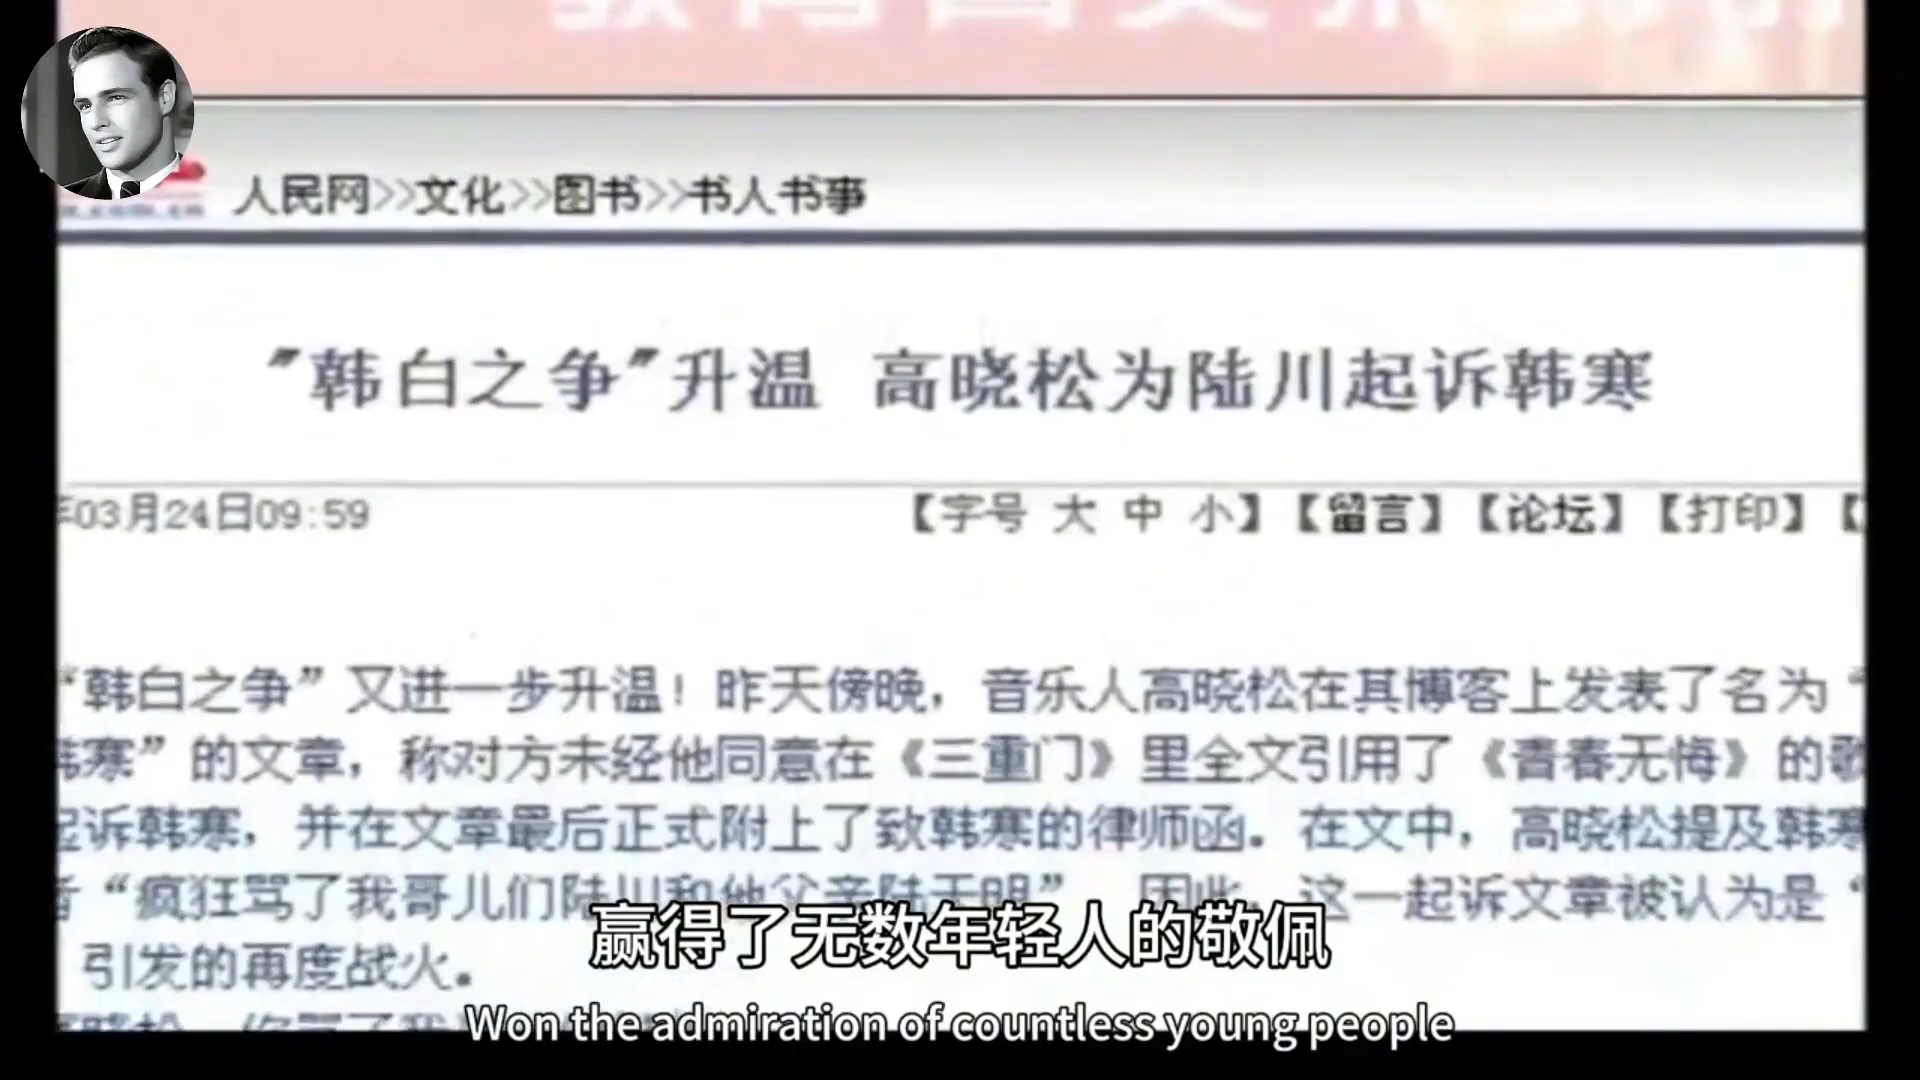 人民网>>文化>>图书>>书人书事
"韩白之争"升温 高晓松为陆川起诉韩寒
03月24日09:59 【字号 大 中 小】【留言】【论坛】【打印】【
“韩白之争”又进一步升温！昨天傍晚，音乐人高晓松在其博客上发表了名为“
韩寒”的文章，称对方未经他同意在《三重门》里全文引用了《青春无悔》的歌
起诉韩寒，并在文章最后正式附上了致韩寒的律师函。在文中，高晓松提及韩寒
“疯狂骂了我哥儿们陆川和他父亲陆天明”，因此，这一起诉文章被认为是“
引发的再度战火。
赢得了无数年轻人的敬佩
Won the admiration of countless young people